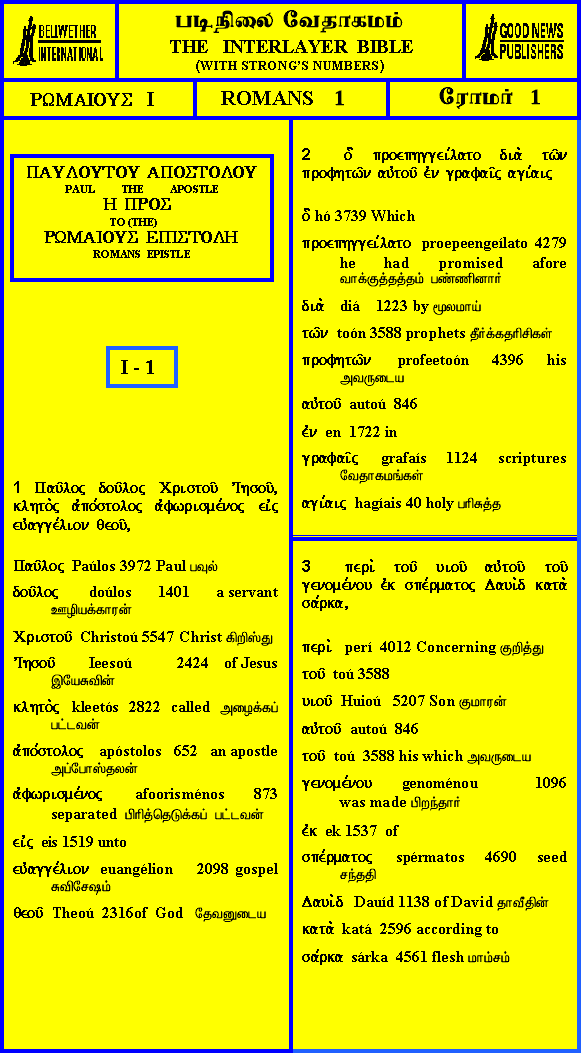 BELLWETHER
INTERNATIONAL
படிநிலை வேதாகமம்
THE INTERLAYER BIBLE
(WITH STRONG'S NUMBERS)
GOOD NEWS
PUBLISHERS
ΡΩΜΑΙΟΥΣ I
ROMANS 1
ரோமர் 1
ΠΑΥΛΟΥΤΟΥ ΑΠΟΣΤΟΛΟΥ
PAUL THE APOSTLE
Η ΠΡΟΣ
TO (THE)
ΡΩΜΑΙΟΥΣ ΕΠΙΣΤΟΛΗ
ROMANS EPISTLE
I - 1
1 Παῦλος δοῦλος Χριστοῦ Ἰησοῦ,
κλητὸς ἀπόστολος ἀφωρισμένος εἰς
εὐαγγέλιον θεοῦ,
Παῦλος Paúlos 3972 Paul பவுல்
δοῦλος doúlos 1401 a servant
ஊழியக்காரன்
Χριστοῦ Christoú 5547 Christ கிறிஸ்து
Ἰησοῦ Ieesoú 2424 of Jesus
இயேசுவின்
κλητὸς kleetós 2822 called அழைக்கப்
பட்டவன்
ἀπόστολος apóstolos 652 an apostle
அப்போஸ்தலன்
ἀφωρισμένος afoorisménos 873
separated பிரித்தெடுக்கப் பட்டவன்
εἰς eis 1519 unto
εὐαγγέλιον euangélion 2098 gospel
சுவிசேஷம்
θεοῦ Theoú 2316of God தேவனுடைய
2 ὃ προεπηγγείλατο διὰ τῶν
προφητῶν αὐτοῦ ἐν γραφαῖς ἁγίαις
ὃ hó 3739 Which
προεπηγγείλατο proepeengeílato 4279
he had promised afore
வாக்குத்தத்தம் பண்ணினார்
διὰ diá 1223 by மூலமாய்
τῶν toón 3588 prophets தீர்க்கதரிசிகள்
προφητῶν profeetoón 4396 his
அவருடைய
αὐτοῦ autoú 846
ἐν en 1722 in
γραφαῖς grafaís 1124 scriptures
வேதாகமங்கள்
ἁγίαις hagíais 40 holy பரிசுத்த
3 περὶ τοῦ υιοῦ αὐτοῦ τοῦ
γενομένου ἐκ σπέρματος Δαυὶδ κατὰ
σάρκα,
περὶ perí 4012 Concerning குறித்து
τοῦ toú 3588
υιοῦ Huioú 5207 Son குமாரன்
αὐτοῦ autoú 846
τοῦ toú 3588 his which அவருடைய
γενομένου genoménou 1096
was made பிறந்தார்
ἐκ ek 1537 of
σπέρματος spérmatos 4690 seed
சந்ததி
Δαυὶδ Dauíd 1138 of David தாவீதின்
κατὰ katá 2596 according to
σάρκα sárka 4561 flesh மாம்சம்